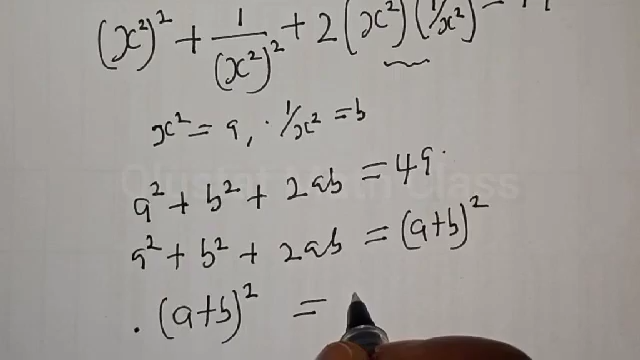 (x²)² + 1/(x²)² + 2(x²)(1/x²) =
x² = a, 1/x² = b
a² + b² + 2ab = 49.
a² + b² + 2ab = (a+b)²
. (a+b)² =